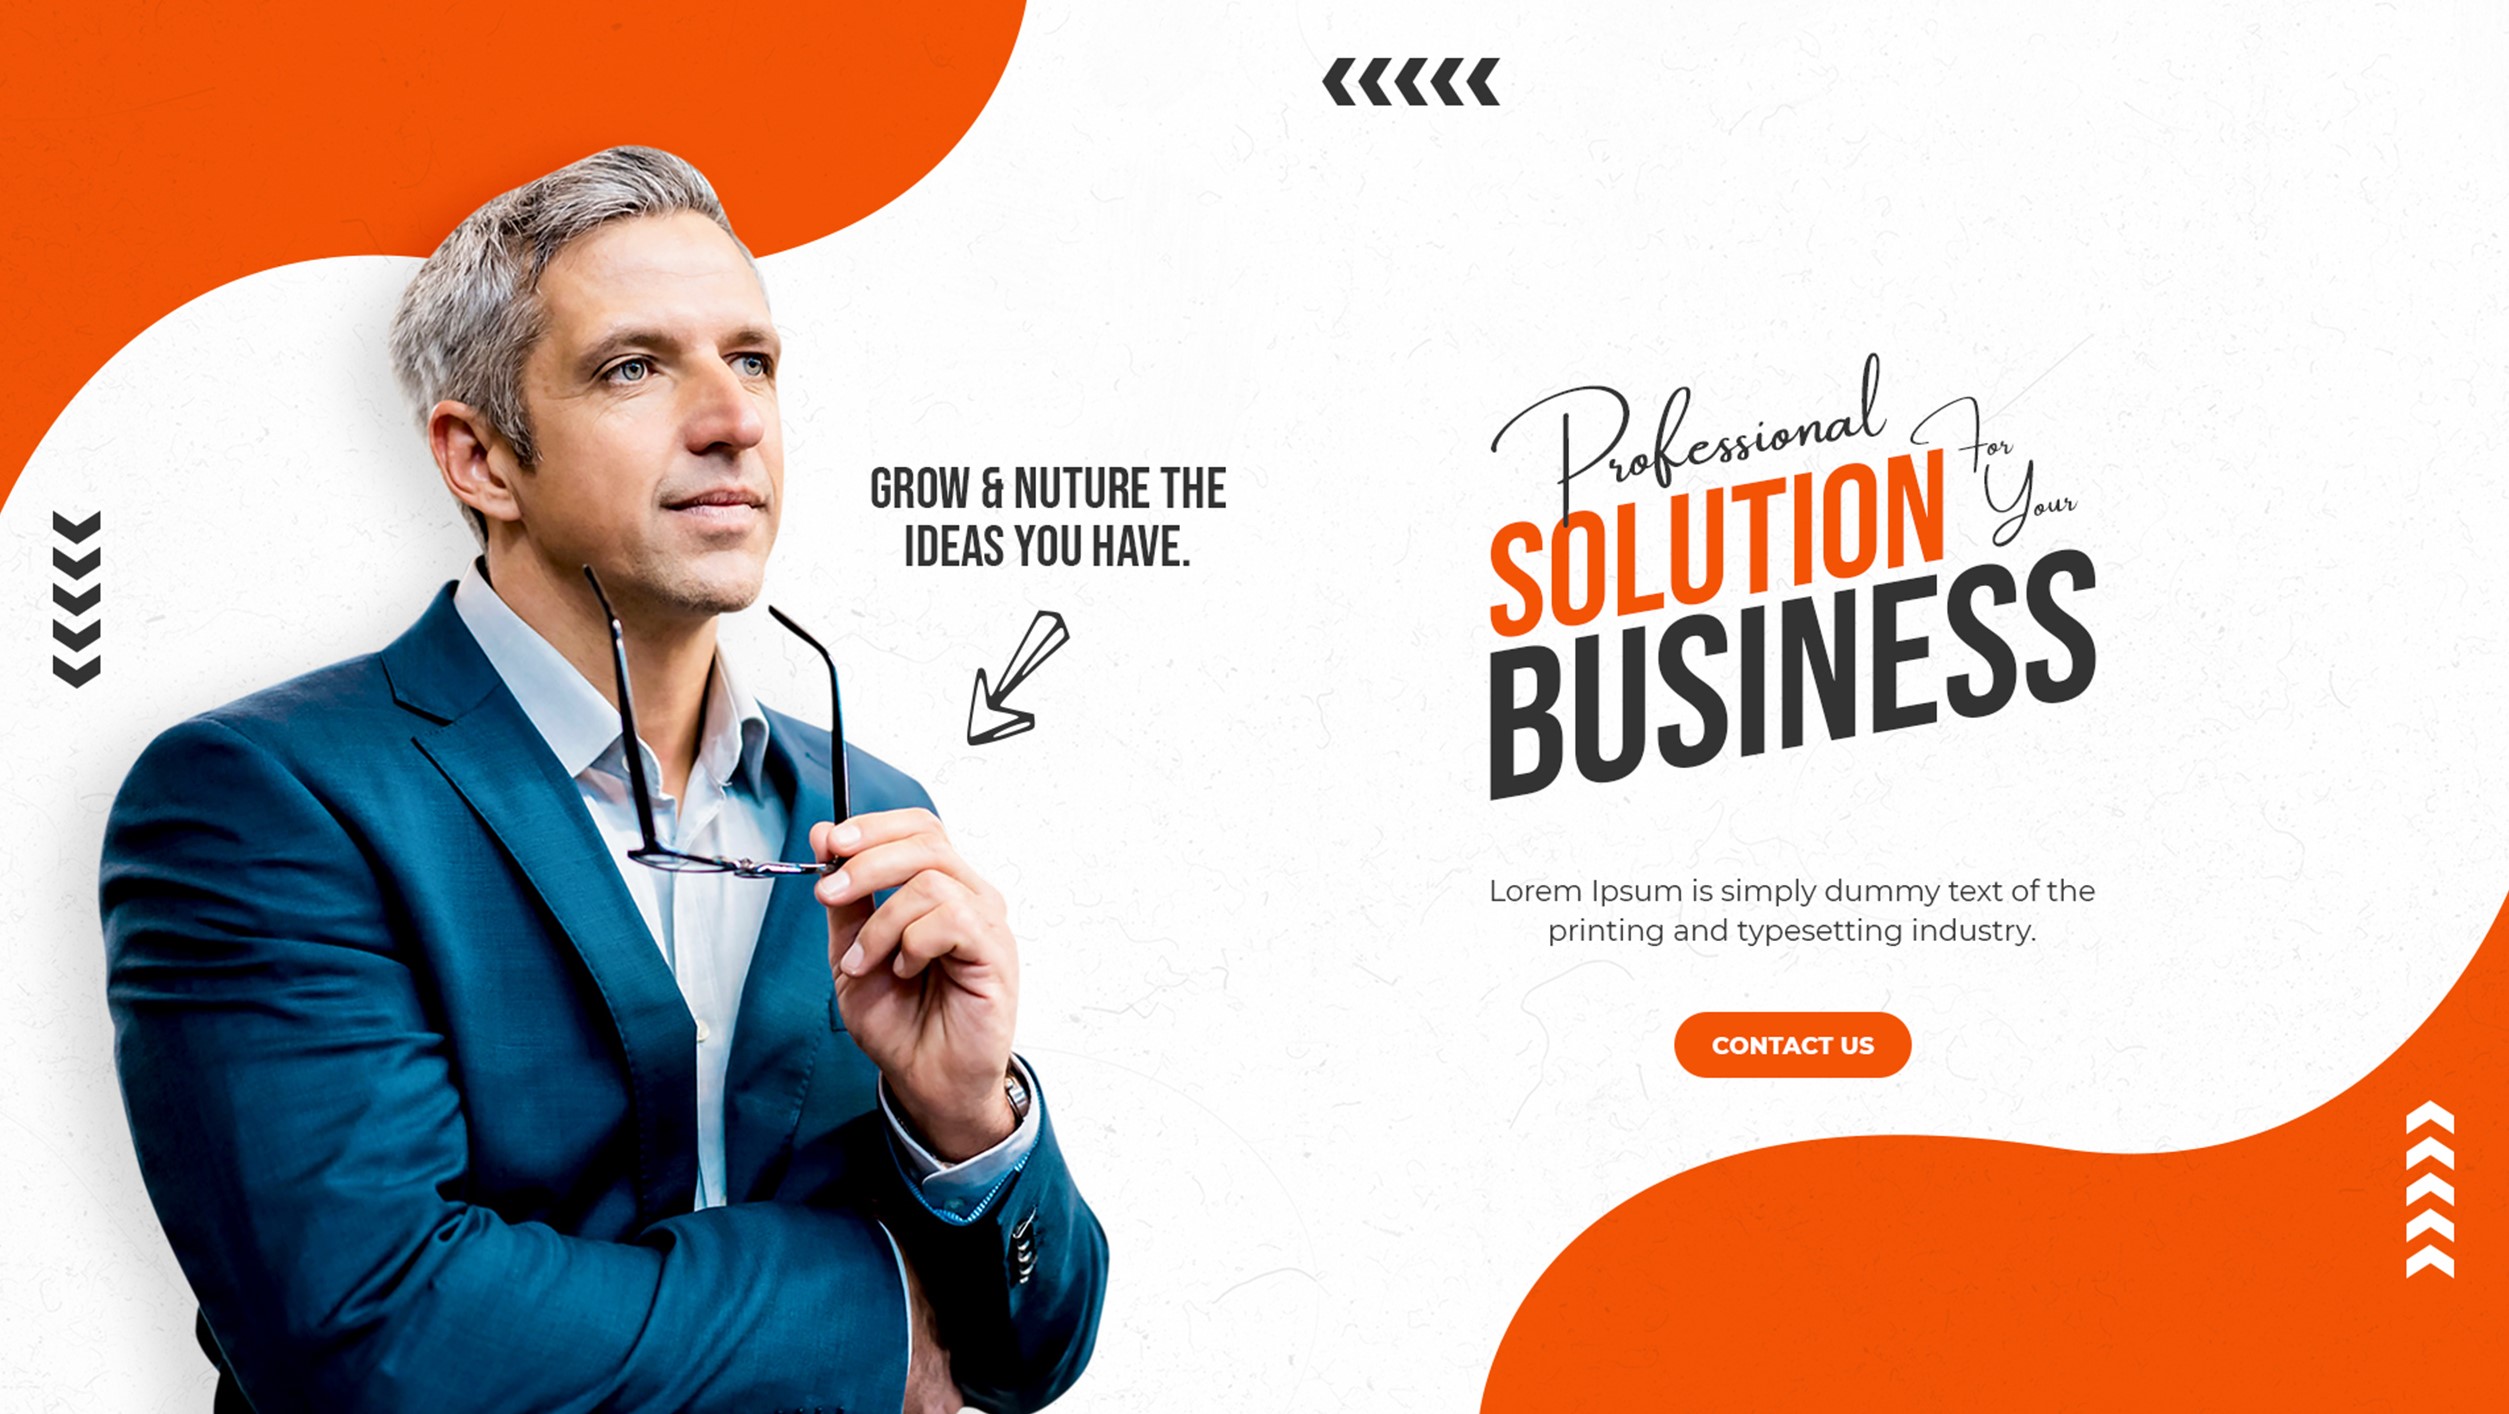 GROW & NUTURE THE
IDEAS YOU HAVE.
Professional For
Your
SOLUTION
BUSINESS
Lorem Ipsum is simply dummy text of the
printing and typesetting industry.
CONTACT US